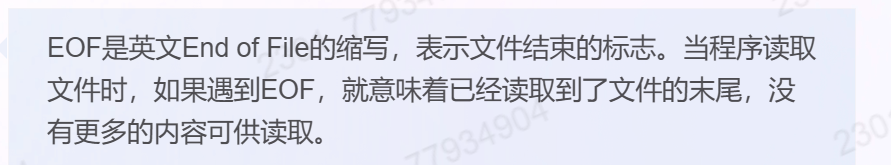 EOF是英文End of File的缩写，表示文件结束的标志。当程序读取
文件时，如果遇到EOF，就意味着已经读取到了文件的末尾，没
有更多的内容可供读取。
77934904